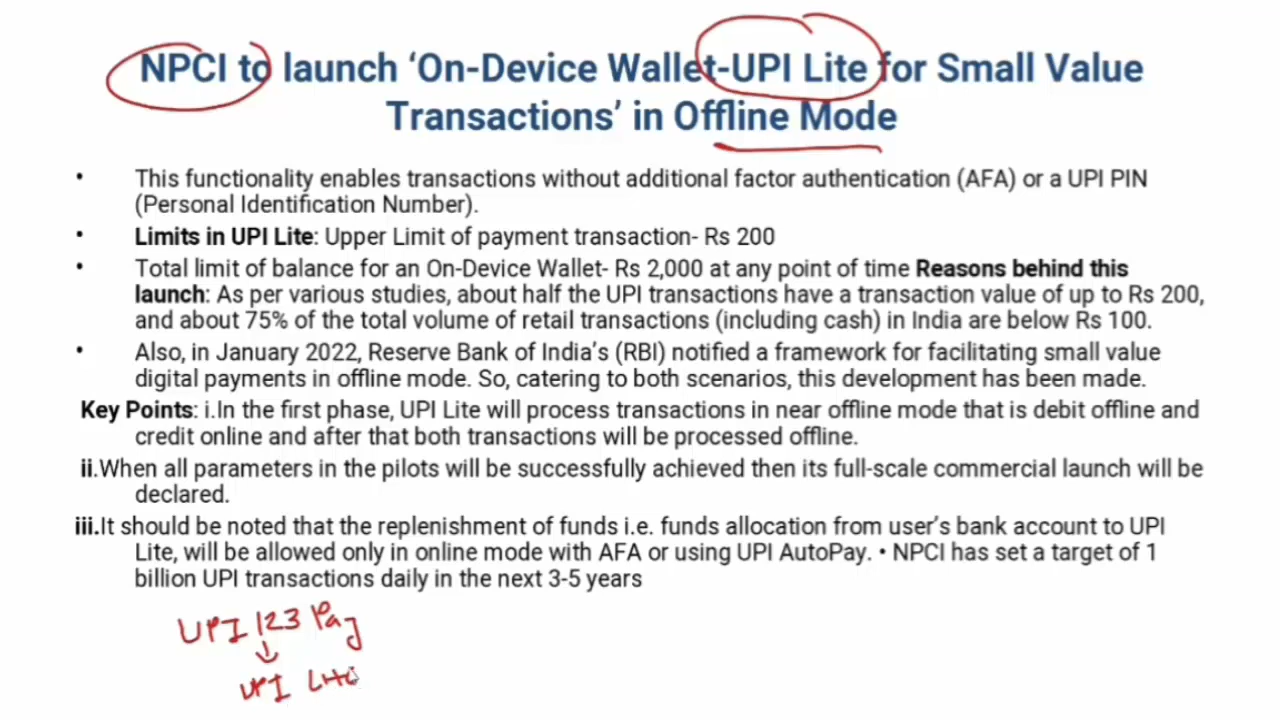 NPCI to launch ‘On-Device Wallet-UPI Lite for Small Value
Transactions’ in Offline Mode
• This functionality enables transactions without additional factor authentication (AFA) or a UPI PIN
(Personal Identification Number).
• Limits in UPI Lite: Upper Limit of payment transaction- Rs 200
• Total limit of balance for an On-Device Wallet- Rs 2,000 at any point of time Reasons behind this
launch: As per various studies, about half the UPI transactions have a transaction value of up to Rs 200,
and about 75% of the total volume of retail transactions (including cash) in India are below Rs 100.
• Also, in January 2022, Reserve Bank of India’s (RBI) notified a framework for facilitating small value
digital payments in offline mode. So, catering to both scenarios, this development has been made.
Key Points: i.In the first phase, UPI Lite will process transactions in near offline mode that is debit offline and
credit online and after that both transactions will be processed offline.
ii.When all parameters in the pilots will be successfully achieved then its full-scale commercial launch will be
declared.
iii.It should be noted that the replenishment of funds i.e. funds allocation from user’s bank account to UPI
Lite, will be allowed only in online mode with AFA or using UPI AutoPay. • NPCI has set a target of 1
billion UPI transactions daily in the next 3-5 years
UPI 123 Pay
↓
UPI Lite